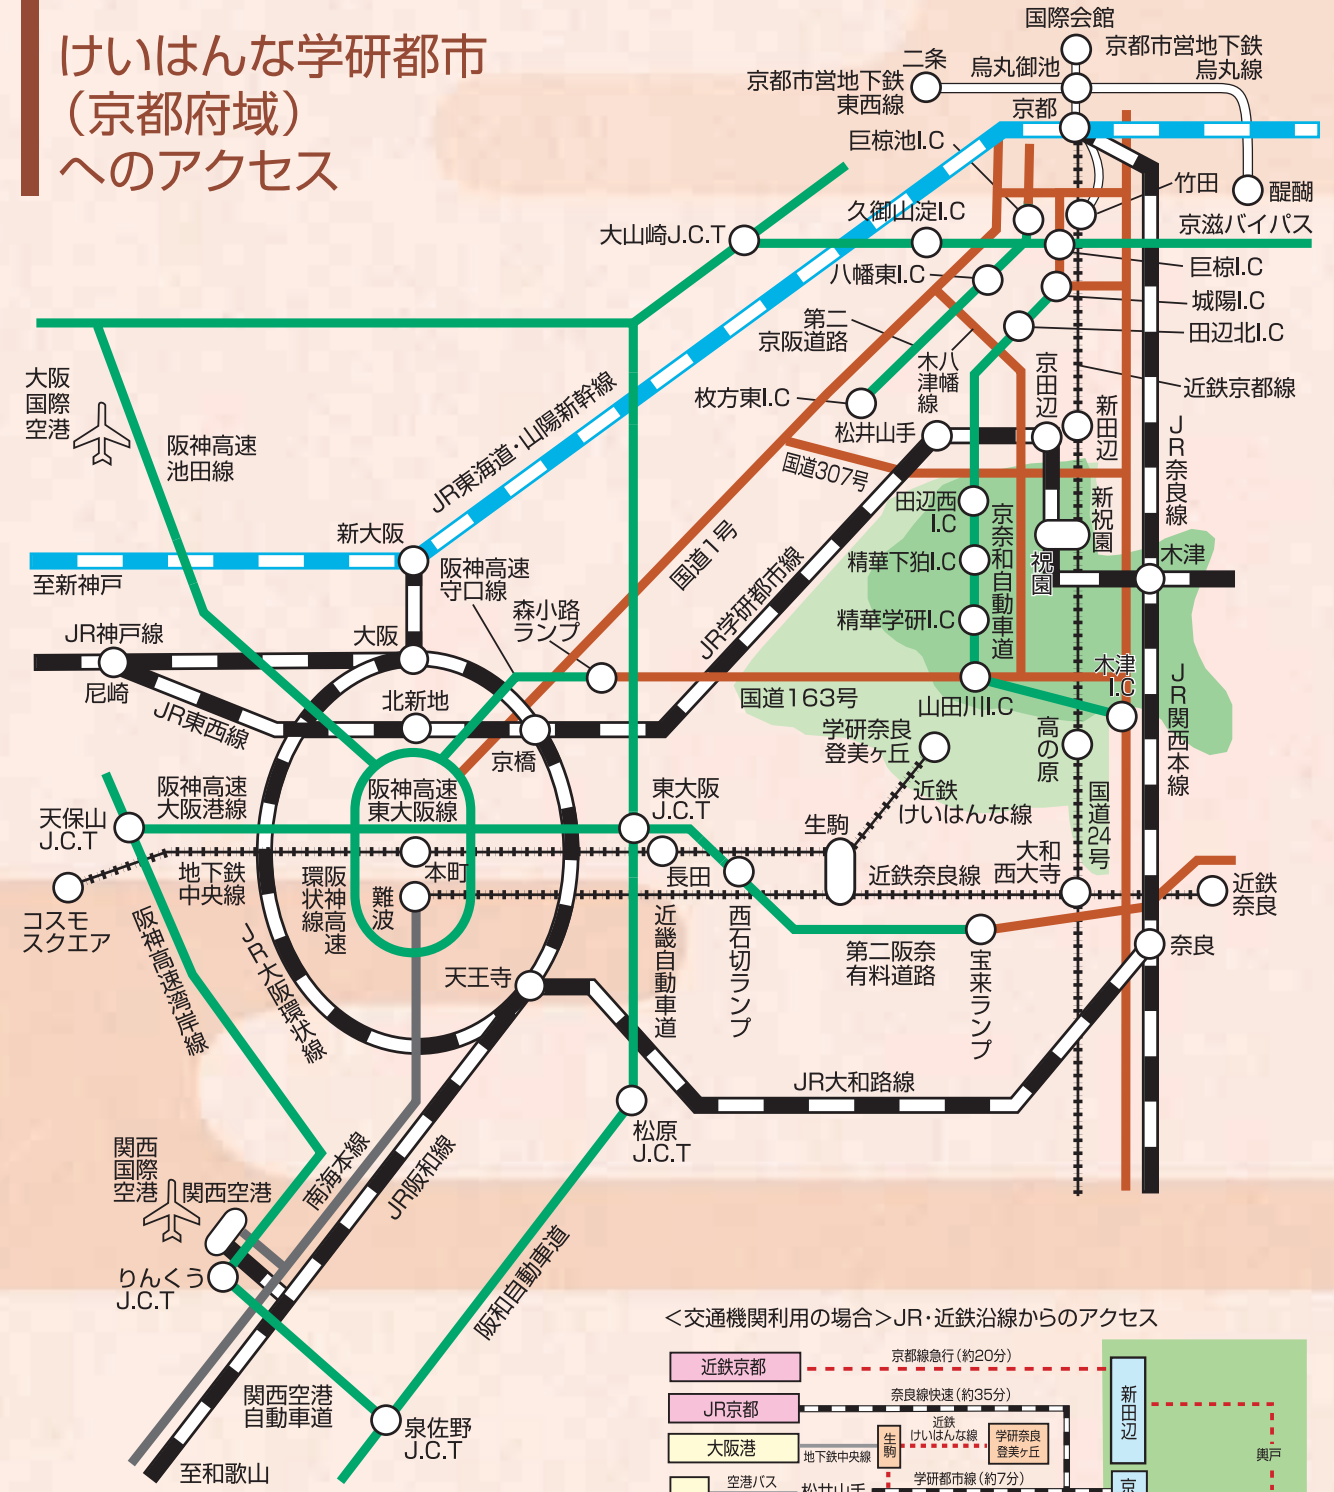 けいはんな学研都市
（京都府域）
へのアクセス
国際会館
京都市営地下鉄
烏丸線
二条
烏丸御池
京都市営地下鉄
東西線
京都
巨椋池I.C
竹田
醍醐
久御山淀I.C
京滋バイパス
大山崎J.C.T
八幡東I.C
巨椋I.C
城陽I.C
田辺北I.C
第二
京阪道路
八幡
木津線
京田辺
近鉄京都線
枚方東I.C
新田辺
松井山手
JR奈良線
大阪
国際
空港
阪神高速
池田線
JR東海道・山陽新幹線
国道307号
田辺西
I.C
京奈和自動車道
新祝園
祝園
木津
新大阪
国道1号
精華下狛I.C
至新神戸
阪神高速
守口線
森小路
ランプ
JR学研都市線
精華学研I.C
JR神戸線
大阪
尼崎
JR東西線
北新地
京橋
国道163号
山田川I.C
木津
I.C
JR関西本線
学研奈良
登美ヶ丘
高の原
阪神高速
大阪港線
阪神高速
東大阪線
東大阪
J.C.T
近鉄
けいはんな線
国道24号
天保山
J.C.T
生駒
地下鉄
中央線
本町
長田
近鉄奈良線
大和
西大寺
近鉄
奈良
コスモ
スクエア
阪神高速
環状線
難波
阪神高速湾岸線
JR大阪環状線
天王寺
近畿自動車道
西石切ランプ
第二阪奈
有料道路
宝来ランプ
奈良
JR大和路線
松原
J.C.T
関西
国際
空港
関西空港
南海本線
JR阪和線
りんくう
J.C.T
阪和自動車道
関西空港
自動車道
泉佐野
J.C.T
至和歌山
＜交通機関利用の場合＞JR・近鉄沿線からのアクセス
近鉄京都
京都線急行（約20分）
新田辺
JR京都
奈良線快速（約35分）
大阪港
地下鉄中央線
生駒
近鉄
けいはんな線
学研奈良
登美ヶ丘
興戸
空港バス
松井山手
学研都市線（約7分）
京